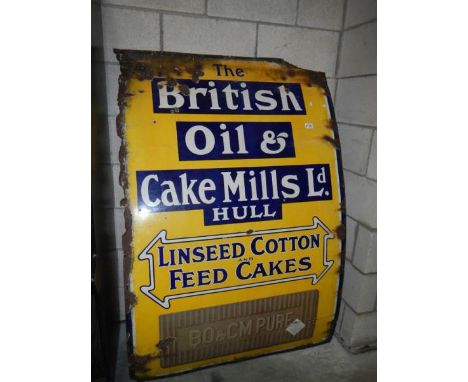 The
British
Oil &
Cake Mills Ld.
HULL
LINSEED COTTON
AND
FEED CAKES
BO&CM PURE